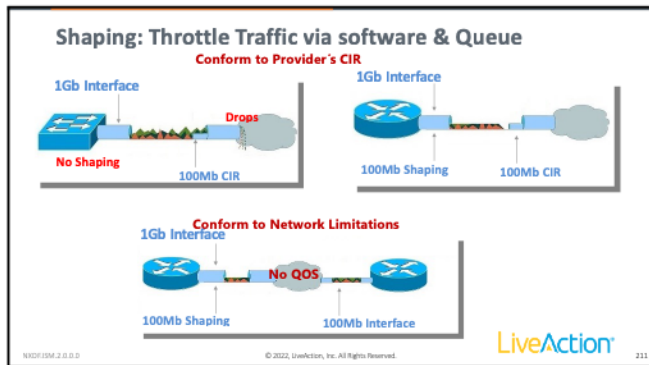 Shaping: Throttle Traffic via software & Queue
Conform to Provider's CIR
1Gb Interface
Drops
No Shaping
100Mb CIR
1Gb Interface
100Mb Shaping
100Mb CIR
Conform to Network Limitations
1Gb Interface
No QOS
100Mb Shaping
100Mb Interface
NXOF.ISM.2.0.0.0
© 2022, LiveAction, Inc. All Rights Reserved.
LiveAction
211